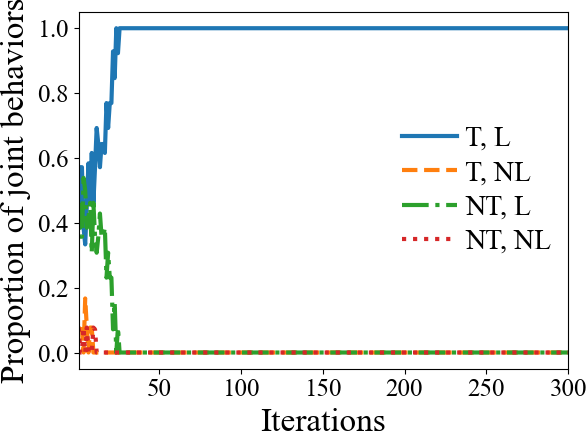 Proportion of joint behaviors
1.0
0.8
0.6
0.4
0.2
0.0
T, L
T, NL
NT, L
NT, NL
50
100
150
200
250
300
Iterations